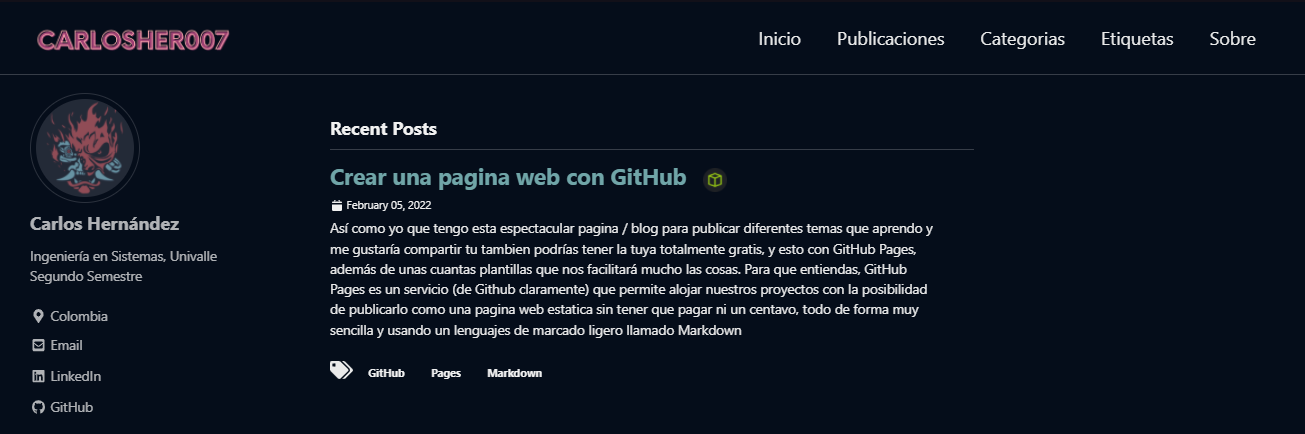 CARLOSHER007
Inicio Publicaciones Categorias Etiquetas Sobre
Carlos Hernández
Ingeniería en Sistemas, Univalle
Segundo Semestre
Colombia
Email
LinkedIn
GitHub
Recent Posts
Crear una pagina web con GitHub
February 05, 2022
Así como yo que tengo esta espectacular pagina / blog para publicar diferentes temas que aprendo y
me gustaría compartir tu tambien podrías tener la tuya totalmente gratis, y esto con GitHub Pages,
además de unas cuantas plantillas que nos facilitará mucho las cosas. Para que entiendas, GitHub
Pages es un servicio (de Github claramente) que permite alojar nuestros proyectos con la posibilidad
de publicarlo como una pagina web estatica sin tener que pagar ni un centavo, todo de forma muy
sencilla y usando un lenguajes de marcado ligero llamado Markdown
GitHub Pages Markdown